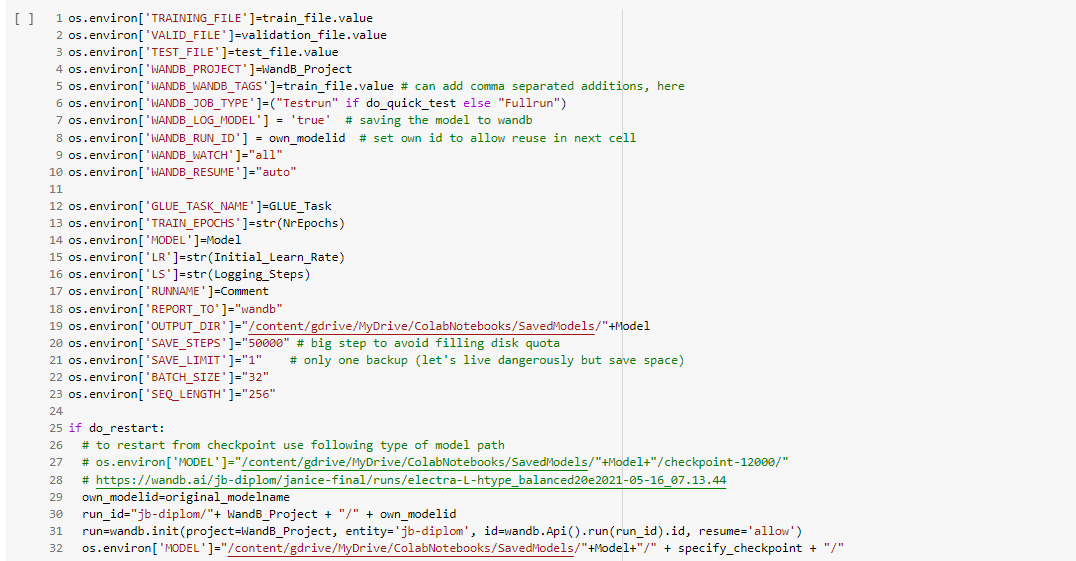 [ ] 1 os.environ['TRAINING_FILE']=train_file.value
2 os.environ['VALID_FILE']=validation_file.value
3 os.environ['TEST_FILE']=test_file.value
4 os.environ['WANDB_PROJECT']=WandB_Project
5 os.environ['WANDB_WANDB_TAGS']=train_file.value # can add comma separated additions, here
6 os.environ['WANDB_JOB_TYPE']=("Testrun" if do_quick_test else "Fullrun")
7 os.environ['WANDB_LOG_MODEL'] = 'true'  # saving the model to wandb
8 os.environ['WANDB_RUN_ID'] = own_modelid  # set own id to allow reuse in next cell
9 os.environ['WANDB_WATCH']="all"
10 os.environ['WANDB_RESUME']="auto"
11
12 os.environ['GLUE_TASK_NAME']=GLUE_Task
13 os.environ['TRAIN_EPOCHS']=str(NrEpochs)
14 os.environ['MODEL']=Model
15 os.environ['LR']=str(Initial_Learn_Rate)
16 os.environ['LS']=str(Logging_Steps)
17 os.environ['RUNNAME']=Comment
18 os.environ['REPORT_TO']="wandb"
19 os.environ['OUTPUT_DIR']="/content/gdrive/MyDrive/ColabNotebooks/SavedModels/"+Model
20 os.environ['SAVE_STEPS']="50000" # big step to avoid filling disk quota
21 os.environ['SAVE_LIMIT']="1"    # only one backup (let's live dangerously but save space)
22 os.environ['BATCH_SIZE']="32"
23 os.environ['SEQ_LENGTH']="256"
24
25 if do_restart:
26   # to restart from checkpoint use following type of model path
27   # os.environ['MODEL']="/content/gdrive/MyDrive/ColabNotebooks/SavedModels/"+Model+"/checkpoint-12000/"
28   # https://wandb.ai/jb-diplom/janice-final/runs/electra-L-htype_balanced20e2021-05-16_07.13.44
29   own_modelid=original_modelname
30   run_id="jb-diplom/"+ WandB_Project + "/" + own_modelid
31   run=wandb.init(project=WandB_Project, entity='jb-diplom', id=wandb.Api().run(run_id).id, resume='allow')
32   os.environ['MODEL']="/content/gdrive/MyDrive/ColabNotebooks/SavedModels/"+Model+"/" + specify_checkpoint + "/"